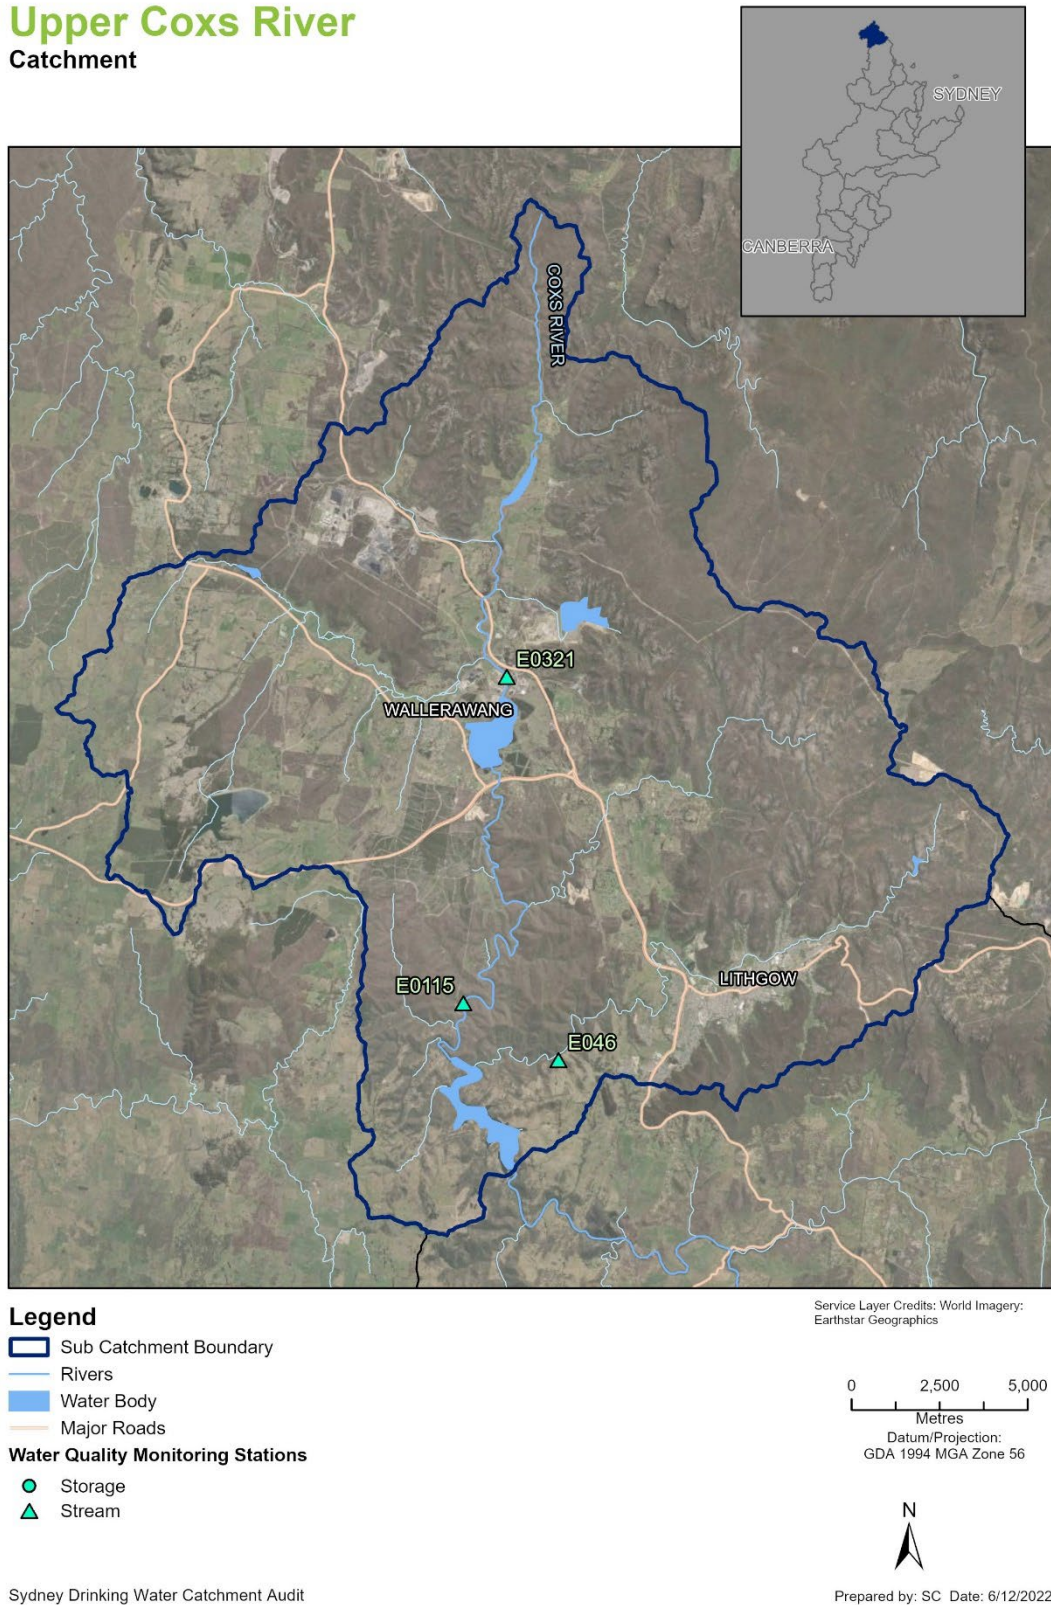 Upper Coxs River
Catchment
SYDNEY
CANBERRA
COXS RIVER
E0321
WALLERAWANG
LITHGOW
E0115
E046
Legend
Sub Catchment Boundary
Rivers
Water Body
Major Roads
Water Quality Monitoring Stations
Storage
Stream
Service Layer Credits: World Imagery:
Earthstar Geographics
0 2,500 5,000
Metres
Datum/Projection:
GDA 1994 MGA Zone 56
N
Sydney Drinking Water Catchment Audit
Prepared by: SC Date: 6/12/2022